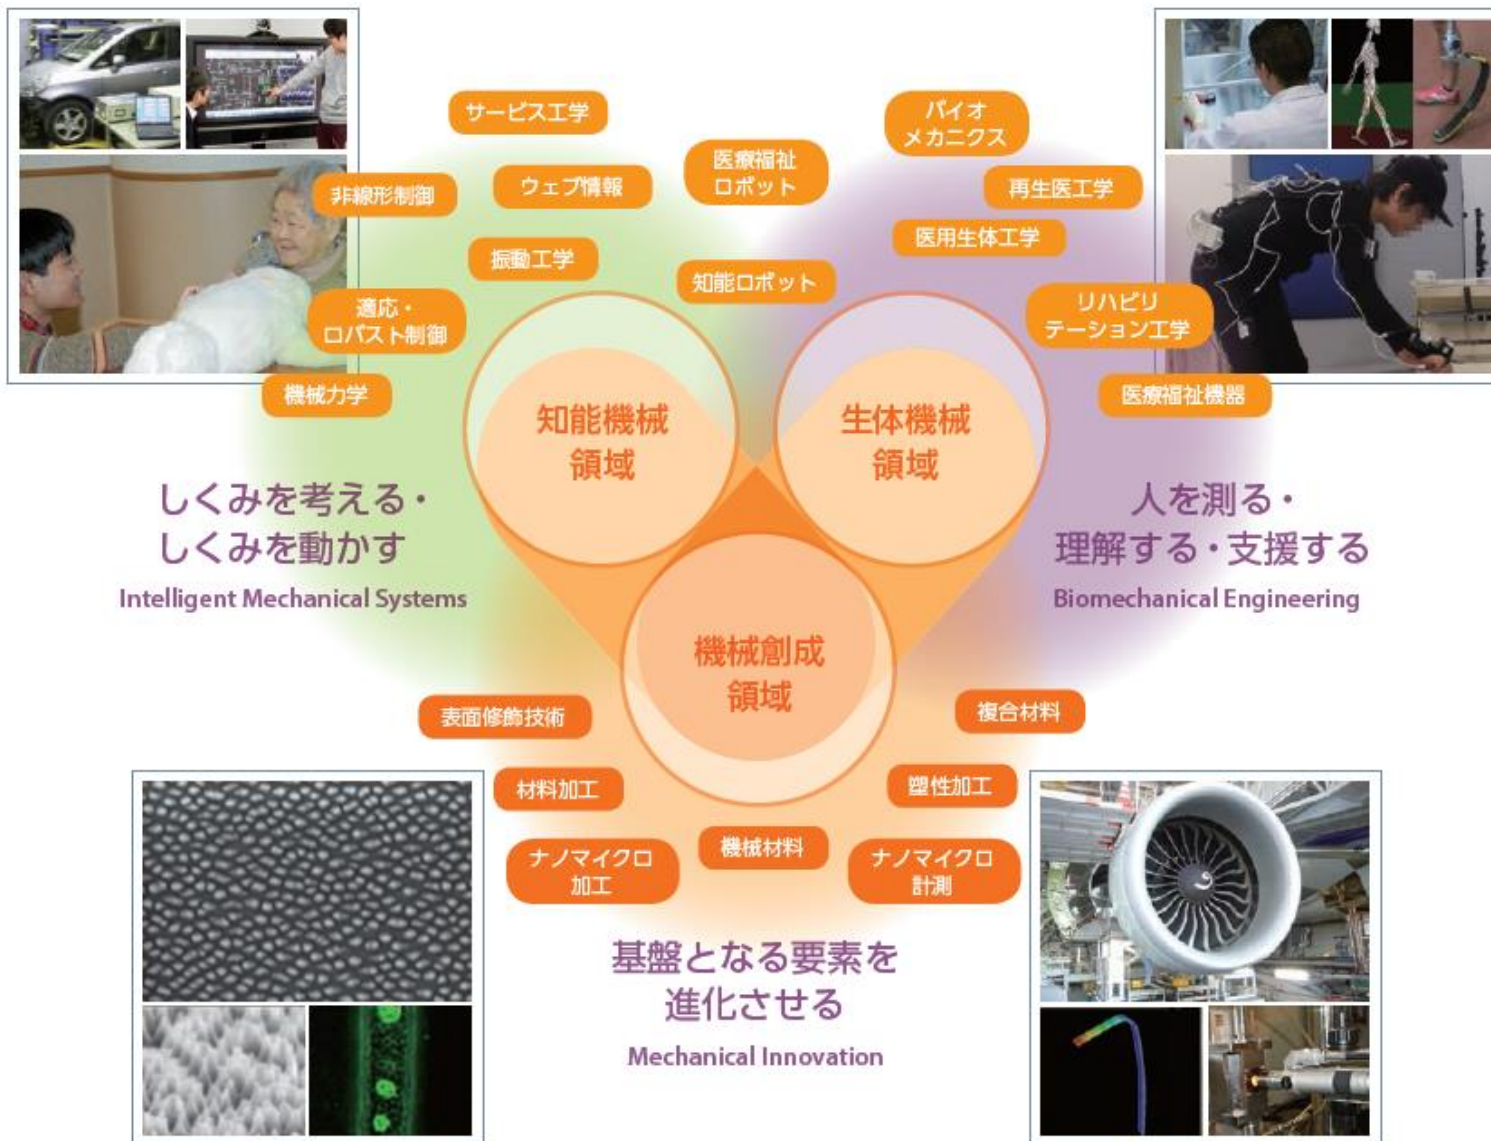 サービス工学
バイオ
メカニクス
医療福祉
ロボット
非線形制御
ウェブ情報
再生医工学
医用生体工学
振動工学
知能ロボット
適応・
ロバスト制御
リハビリ
テーション工学
機械力学
医療福祉機器
知能機械
領域
生体機械
領域
しくみを考える・
しくみを動かす
Intelligent Mechanical Systems
人を測る・
理解する・支援する
Biomechanical Engineering
機械創成
領域
表面修飾技術
複合材料
材料加工
塑性加工
ナノマイクロ
加工
機械材料
ナノマイクロ
計測
基盤となる要素を
進化させる
Mechanical Innovation